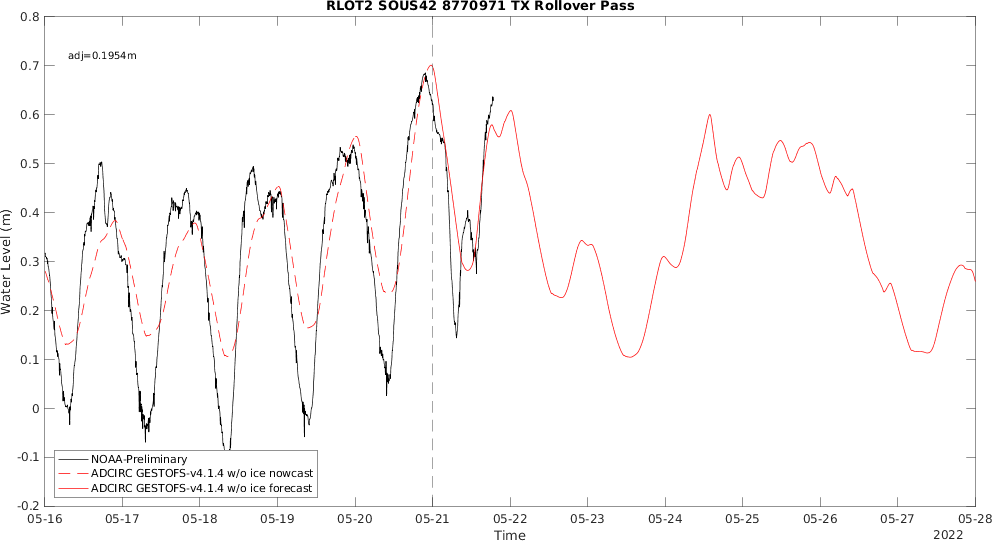 RLOT2 SOUS42 8770971 TX Rollover Pass
adj=0.1954m
0.8
0.7
0.6
0.5
0.4
0.3
0.2
0.1
0
-0.1
-0.2
Water Level (m)
NOAA-Preliminary
ADCIRC GESTOFS-v4.1.4 w/o ice nowcast
ADCIRC GESTOFS-v4.1.4 w/o ice forecast
05-16 05-17 05-18 05-19 05-20 05-21 05-22 05-23 05-24 05-25 05-26 05-27 05-28
Time
2022